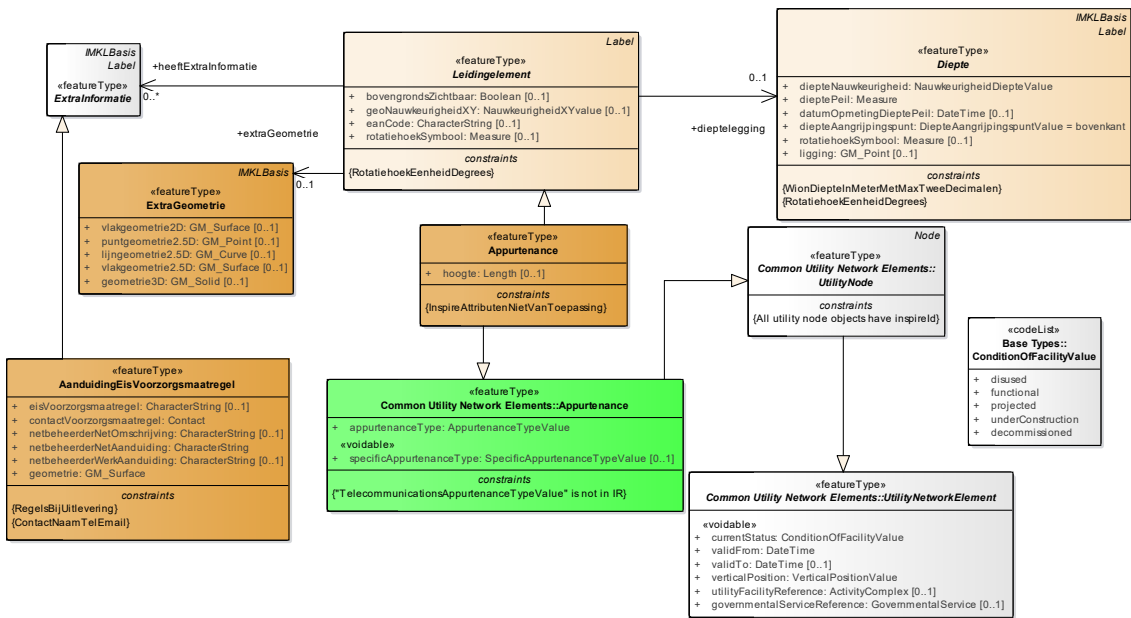 IMKLBasis
Label
«featureType»
ExtraInformatie
+heeftExtraInformatie
0..*
+extraGeometrie
0..1
Label
«featureType»
Leidingelement
+ bovengrondsZichtbaar: Boolean [0..1]
+ geoNauwkeurigheidXY: NauwkeurigheidXYvalue [0..1]
+ eanCode: CharacterString [0..1]
+ rotatiehoekSymbool: Measure [0..1]
constraints
{RotatiehoekEenheidDegrees}
0..1
+dieptelegging
IMKLBasis
Label
«featureType»
Diepte
+ diepteNauwkeurigheid: NauwkeurigheidDiepteValue
+ dieptePeil: Measure
+ datumOpmetingDieptePeil: DateTime [0..1]
+ diepteAangrijpingspunt: DiepteAangrijpingspuntValue = bovenkant
+ rotatiehoekSymbool: Measure [0..1]
+ ligging: GM_Point [0..1]
constraints
{WionDiepteInMeterMetMaxTweeDecimalen}
{RotatiehoekEenheidDegrees}
IMKLBasis
«featureType»
ExtraGeometrie
+ vlakgeometrie2D: GM_Surface [0..1]
+ puntgeometrie2.5D: GM_Point [0..1]
+ lijngeometrie2.5D: GM_Curve [0..1]
+ vlakgeometrie2.5D: GM_Surface [0..1]
+ geometrie3D: GM_Solid [0..1]
«featureType»
Appurtenance
+ hoogte: Length [0..1]
constraints
{InspireAttributenNietVanToepassing}
Node
«featureType»
Common Utility Network Elements::
UtilityNode
constraints
{All utility node objects have inspireId}
«codeList»
Base Types::
ConditionOfFacilityValue
+ disused
+ functional
+ projected
+ underConstruction
+ decommissioned
«featureType»
AanduidingEisVoorzorgsmaatregel
+ eisVoorzorgsmaatregel: CharacterString [0..1]
+ contactVoorzorgsmaatregel: Contact
+ netbeheerderNetOmschrijving: CharacterString [0..1]
+ netbeheerderNetAanduiding: CharacterString
+ netbeheerderWerkAanduiding: CharacterString [0..1]
+ geometrie: GM_Surface
constraints
{RegelsBijUitlevering}
{ContactNaamTelEmail}
«featureType»
Common Utility Network Elements::Appurtenance
+ appurtenanceType: AppurtenanceTypeValue
«voidable»
+ specificAppurtenanceType: SpecificAppurtenanceTypeValue [0..1]
constraints
{"TelecommunicationsAppurtenanceTypeValue" is not in IR}
«featureType»
Common Utility Network Elements::UtilityNetworkElement
«voidable»
+ currentStatus: ConditionOfFacilityValue
+ validFrom: DateTime
+ validTo: DateTime [0..1]
+ verticalPosition: VerticalPositionValue
+ utilityFacilityReference: ActivityComplex [0..1]
+ governmentalServiceReference: GovernmentalService [0..1]